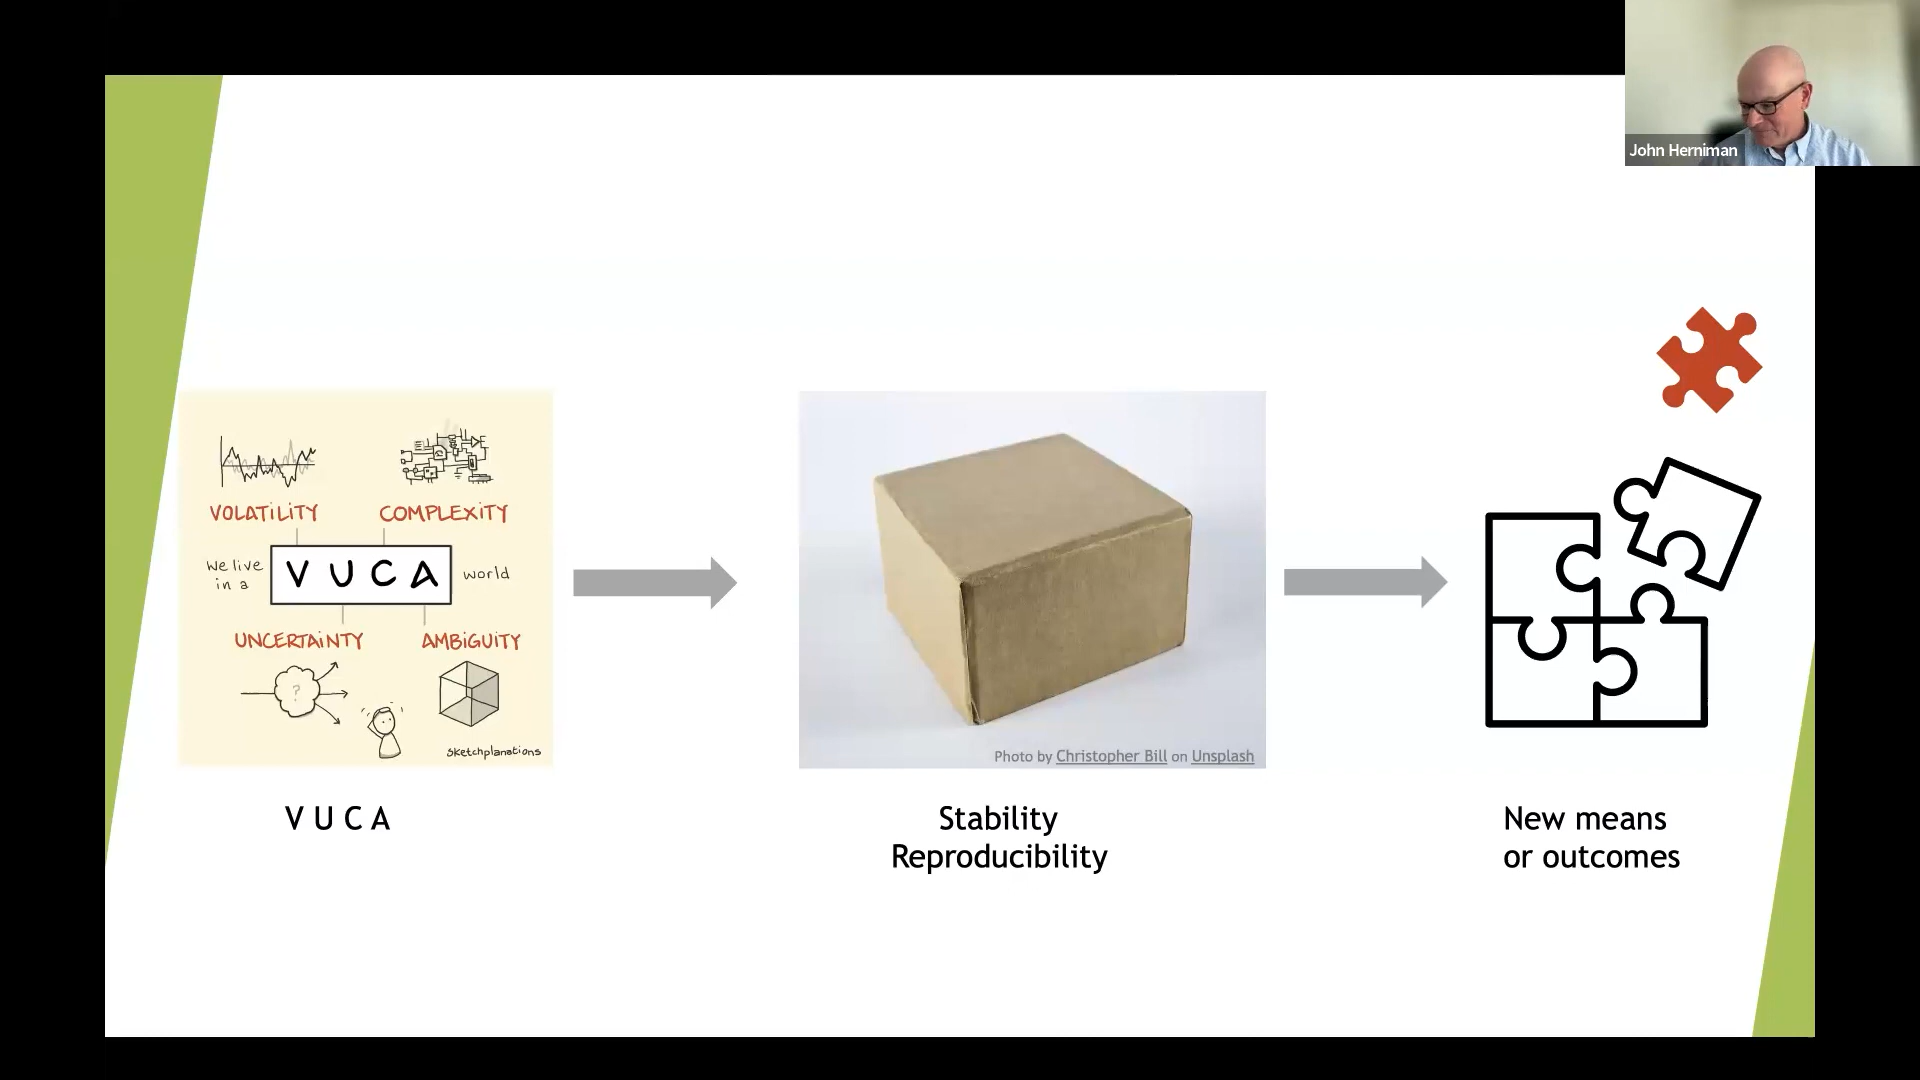 John Herniman
VOLATILITY
COMPLEXITY
We live
in a
VUCA
world
UNCERTAINTY
AMBIGUITY
?
sketchplanations
Photo by Christopher Bill on Unsplash
V U C A
Stability
Reproducibility
New means
or outcomes